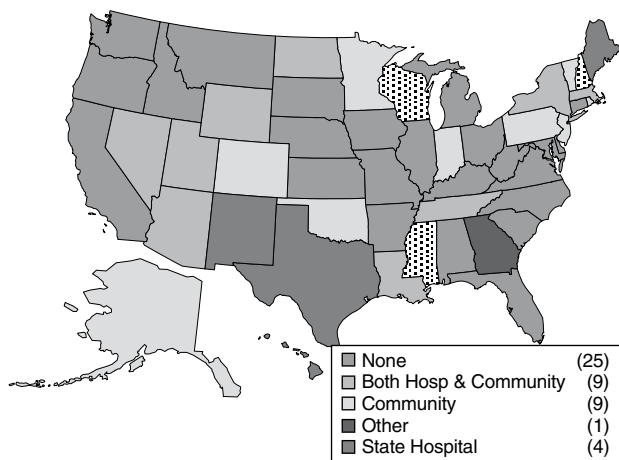 None (25)
Both Hosp & Community (9)
Community (9)
Other (1)
State Hospital (4)